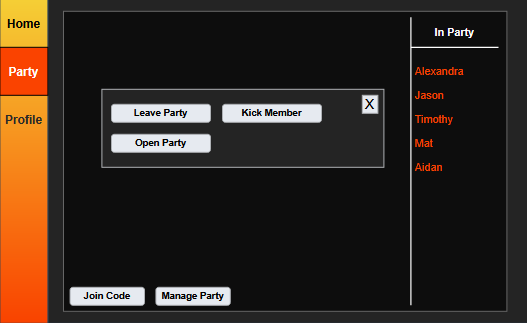 Home
Party
Profile
X
Leave Party
Kick Member
Open Party
Join Code
Manage Party
In Party
Alexandra
Jason
Timothy
Mat
Aidan